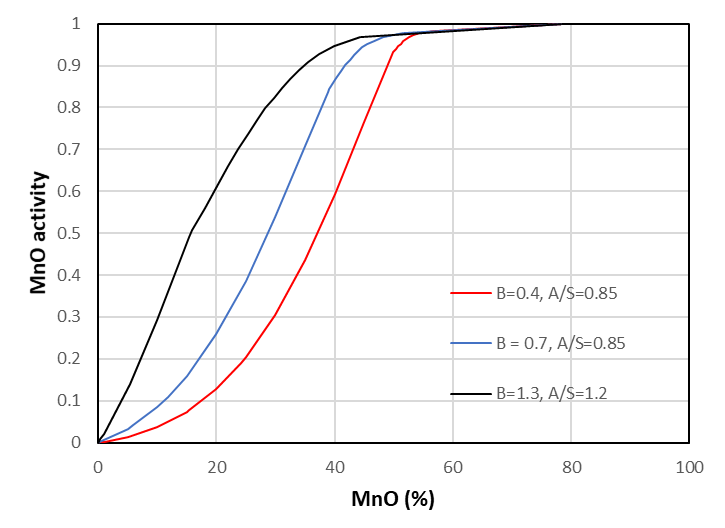 1
0.9
0.8
0.7
0.6
0.5
0.4
0.3
0.2
0.1
0
MnO activity
B=0.4, A/S=0.85
B = 0.7, A/S=0.85
B=1.3, A/S=1.2
0 20 40 60 80 100
MnO (%)